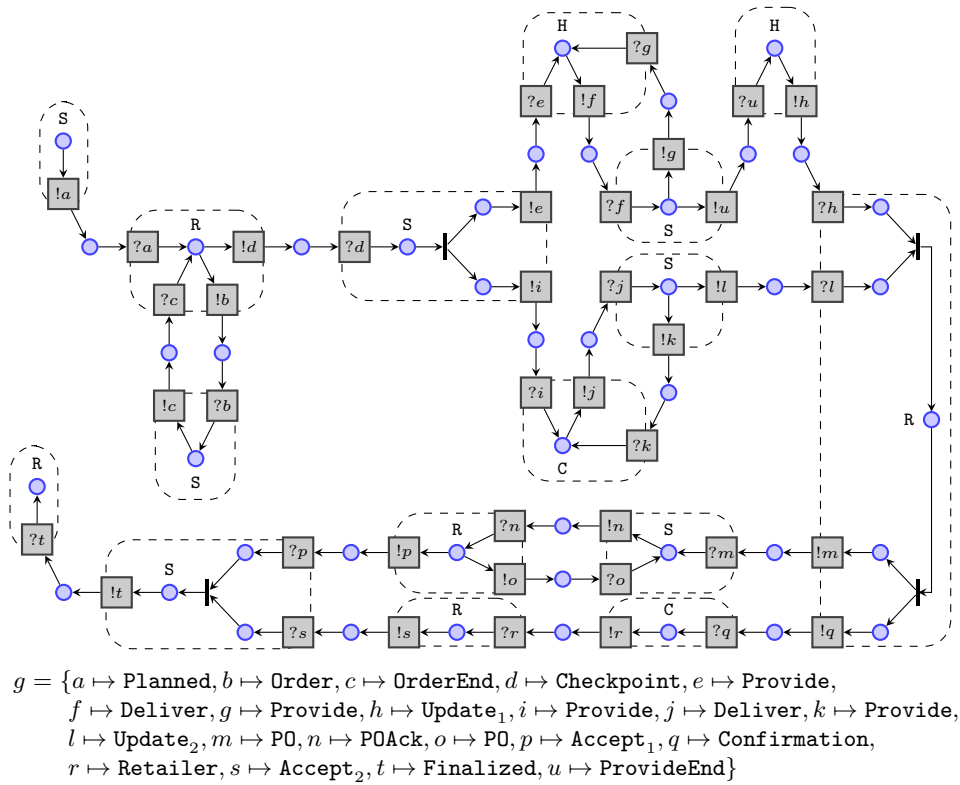 H H
?g
S ?e !f ?u !h
!g
!a ?f !u ?h
R S !e S
?a !d ?d
?c !b !i ?j S !l ?l
!k
!c ?b ?i !j
S C ?k R
R
?t !p R ?n !n S ?m !m
?p !o ?o
S
!t R C
?s !s ?r !r ?q !q
g = {a ↦ Planned, b ↦ Order, c ↦ OrderEnd, d ↦ Checkpoint, e ↦ Provide,
f ↦ Deliver, g ↦ Provide, h ↦ Update₁, i ↦ Provide, j ↦ Deliver, k ↦ Provide,
l ↦ Update₂, m ↦ PO, n ↦ POAck, o ↦ PO, p ↦ Accept₁, q ↦ Confirmation,
r ↦ Retailer, s ↦ Accept₂, t ↦ Finalized, u ↦ ProvideEnd}